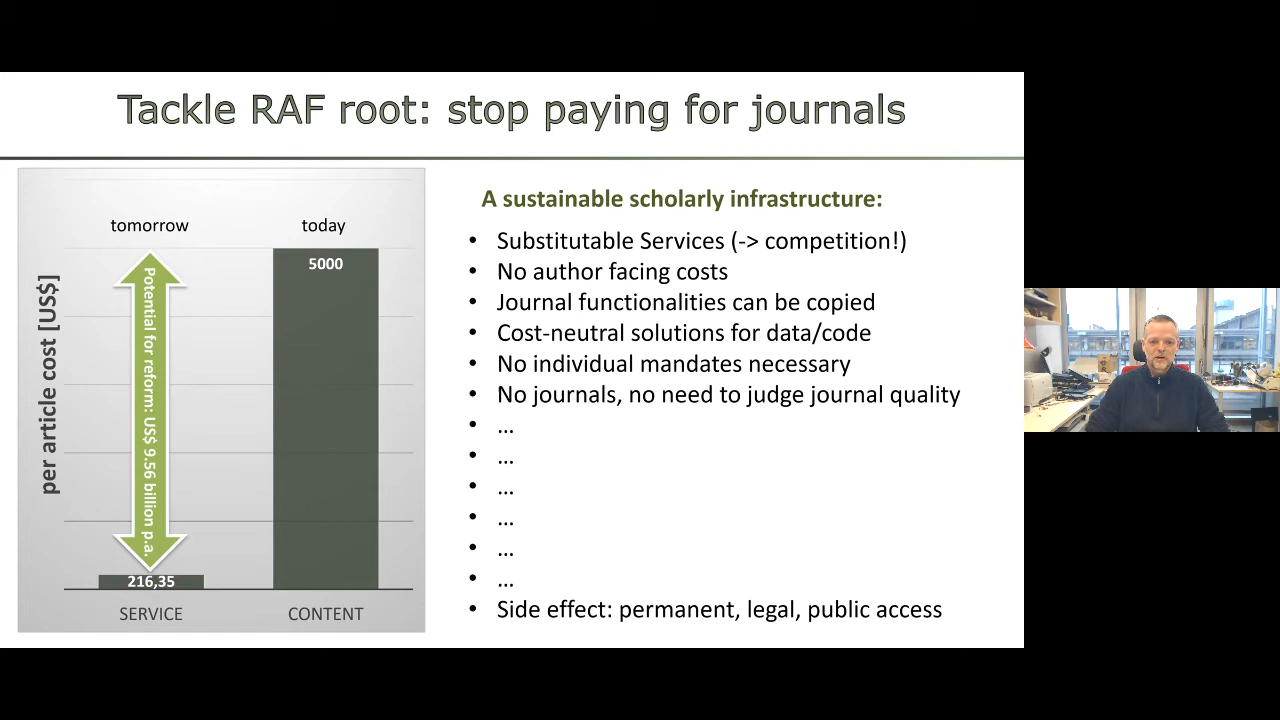 Tackle RAF root: stop paying for journals
per article cost [US$]
tomorrow
today
5000
Potential for reform: US$ 9.56 billion p.a.
216,35
SERVICE
CONTENT
A sustainable scholarly infrastructure:
• Substitutable Services (-> competition!)
• No author facing costs
• Journal functionalities can be copied
• Cost-neutral solutions for data/code
• No individual mandates necessary
• No journals, no need to judge journal quality
• ...
• ...
• ...
• ...
• ...
• ...
• Side effect: permanent, legal, public access